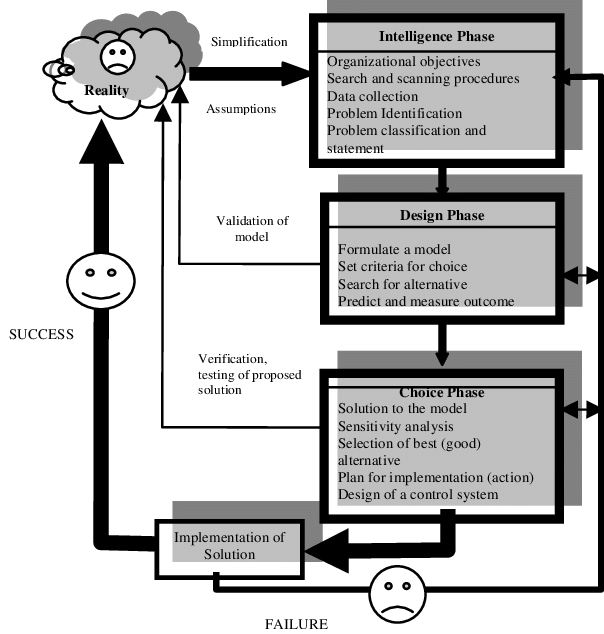 Simplification
Reality
Assumptions
Intelligence Phase
Organizational objectives
Search and scanning procedures
Data collection
Problem Identification
Problem classification and
statement
Validation of
model
Design Phase
Formulate a model
Set criteria for choice
Search for alternative
Predict and measure outcome
SUCCESS
Verification,
testing of proposed
solution
Choice Phase
Solution to the model
Sensitivity analysis
Selection of best (good)
alternative
Plan for implementation (action)
Design of a control system
Implementation of
Solution
FAILURE